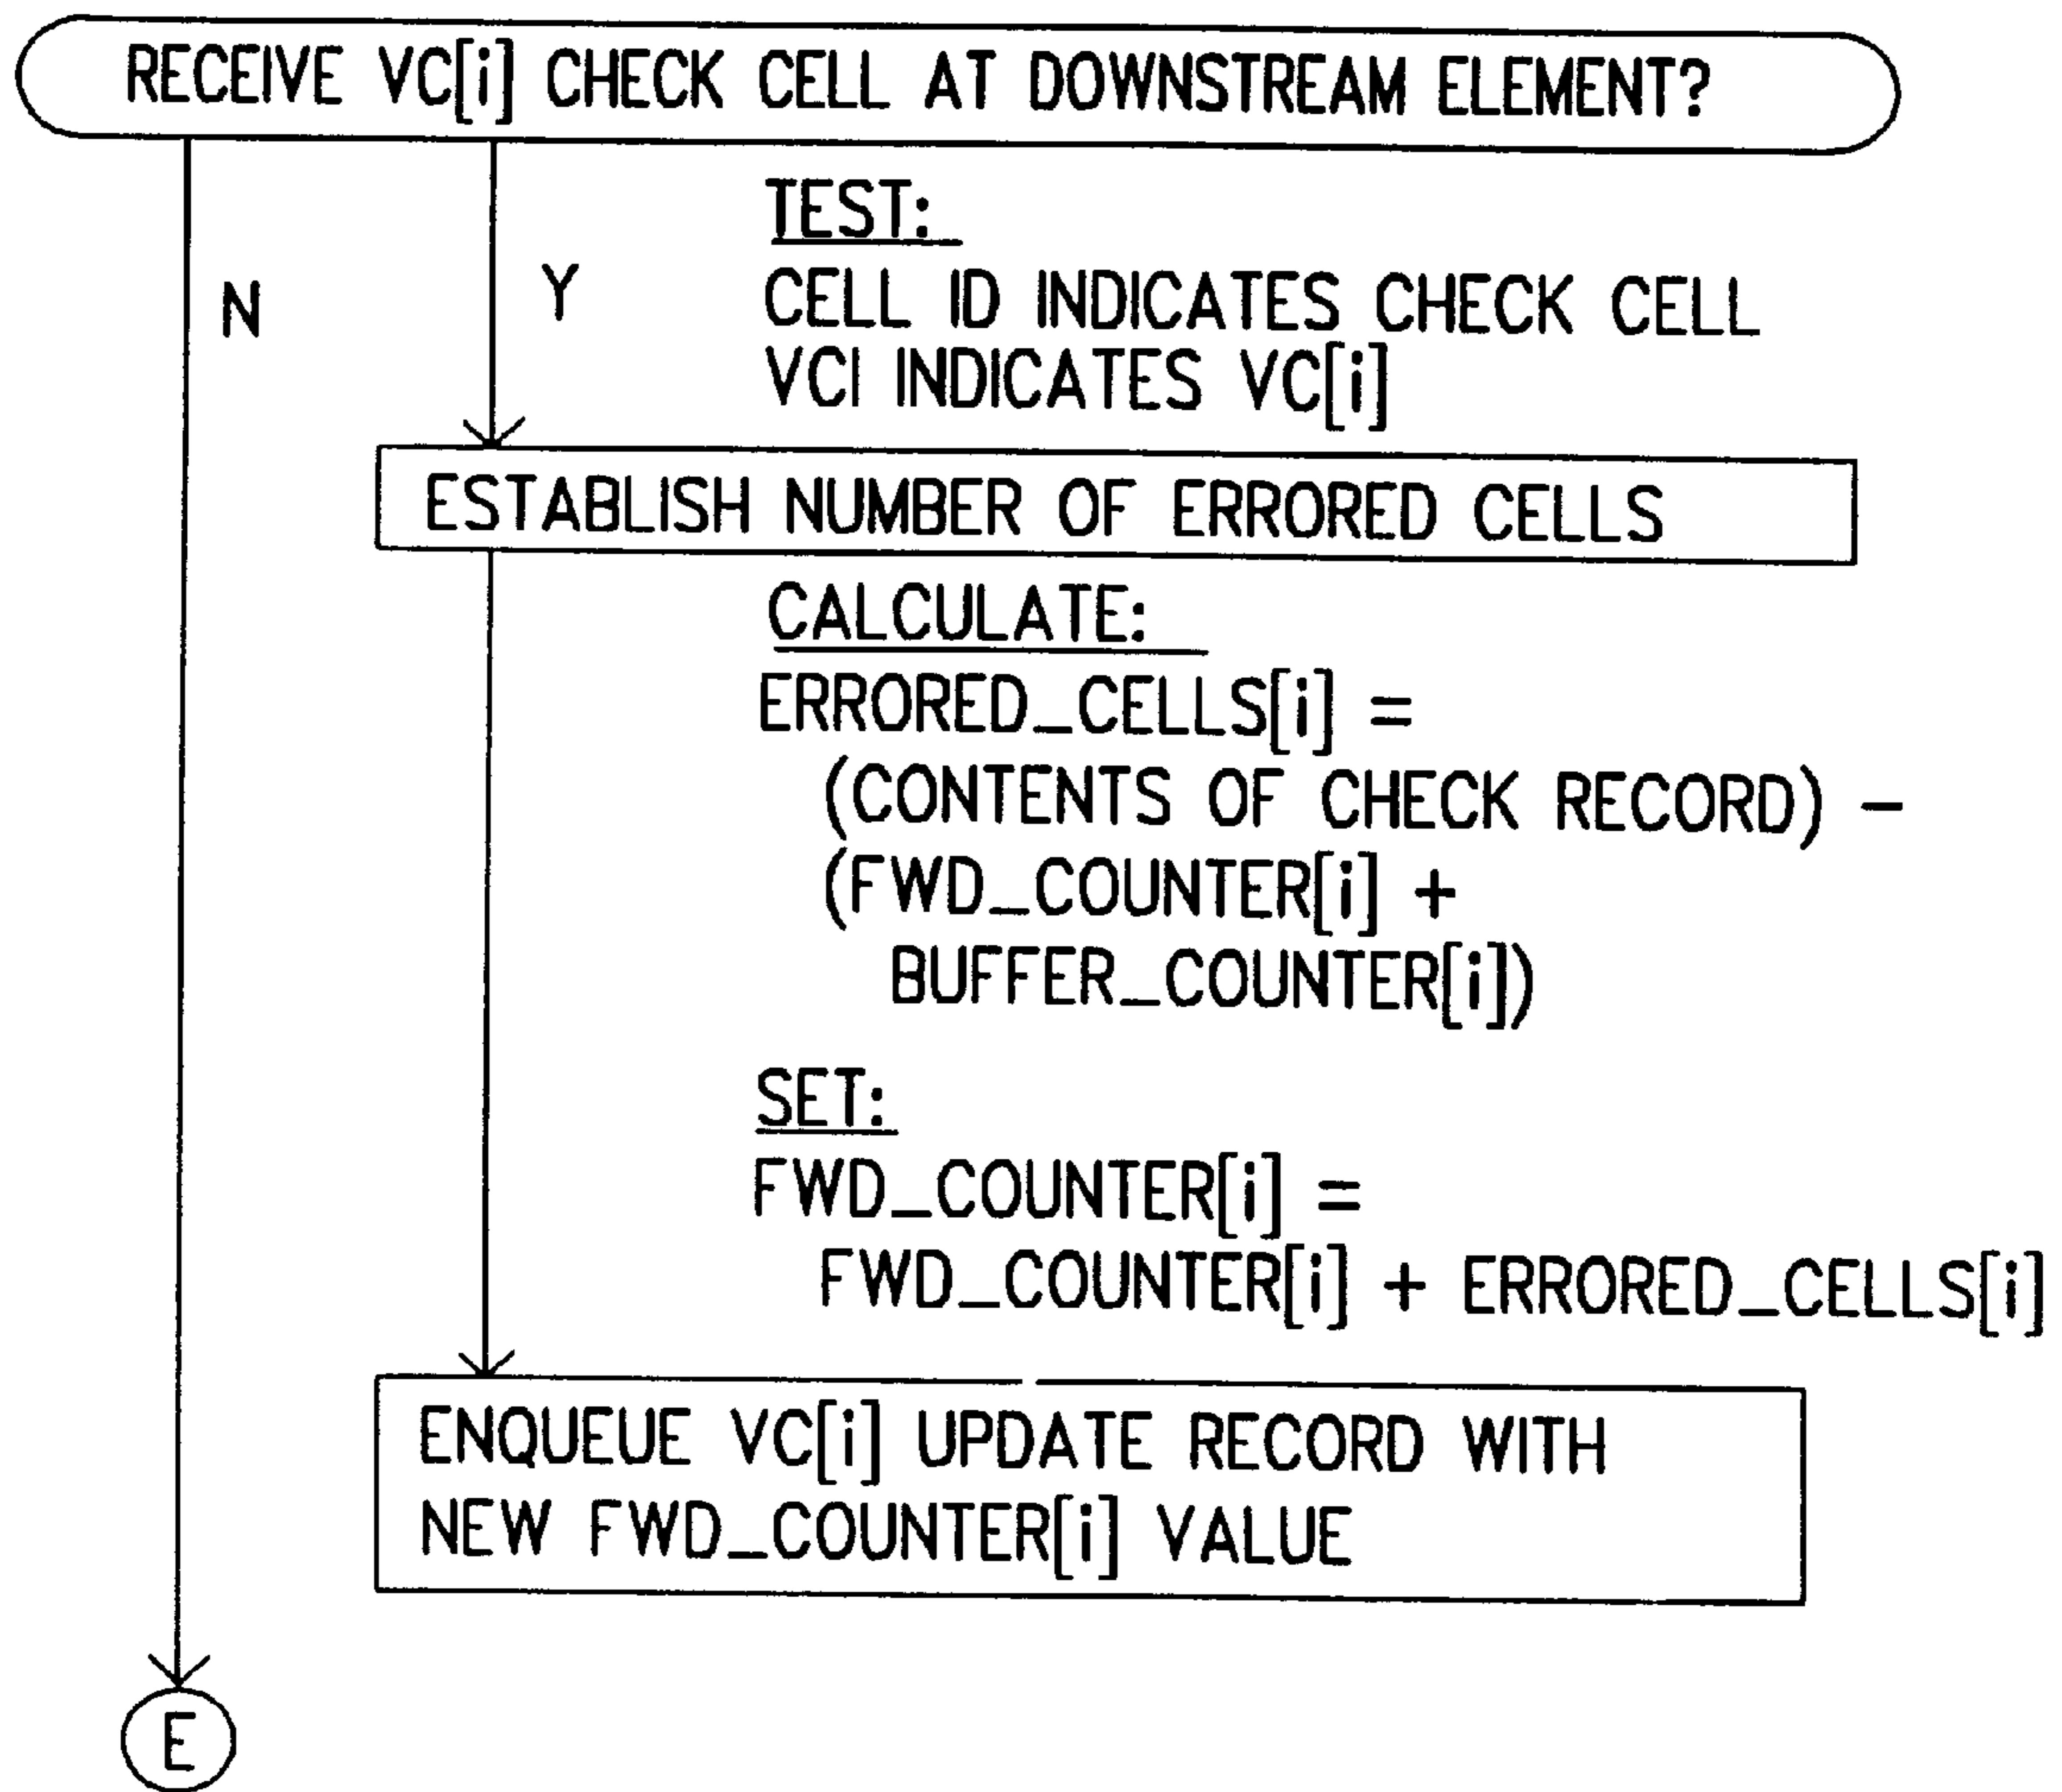 RECEIVE VC[i] CHECK CELL AT DOWNSTREAM ELEMENT?
N
Y
TEST:
CELL ID INDICATES CHECK CELL
VCI INDICATES VC[i]
ESTABLISH NUMBER OF ERRORED CELLS
CALCULATE:
ERRORED_CELLS[i] =
(CONTENTS OF CHECK RECORD) -
(FWD_COUNTER[i] +
BUFFER_COUNTER[i])
SET:
FWD_COUNTER[i] =
FWD_COUNTER[i] + ERRORED_CELLS[i]
ENQUEUE VC[i] UPDATE RECORD WITH
NEW FWD_COUNTER[i] VALUE
E